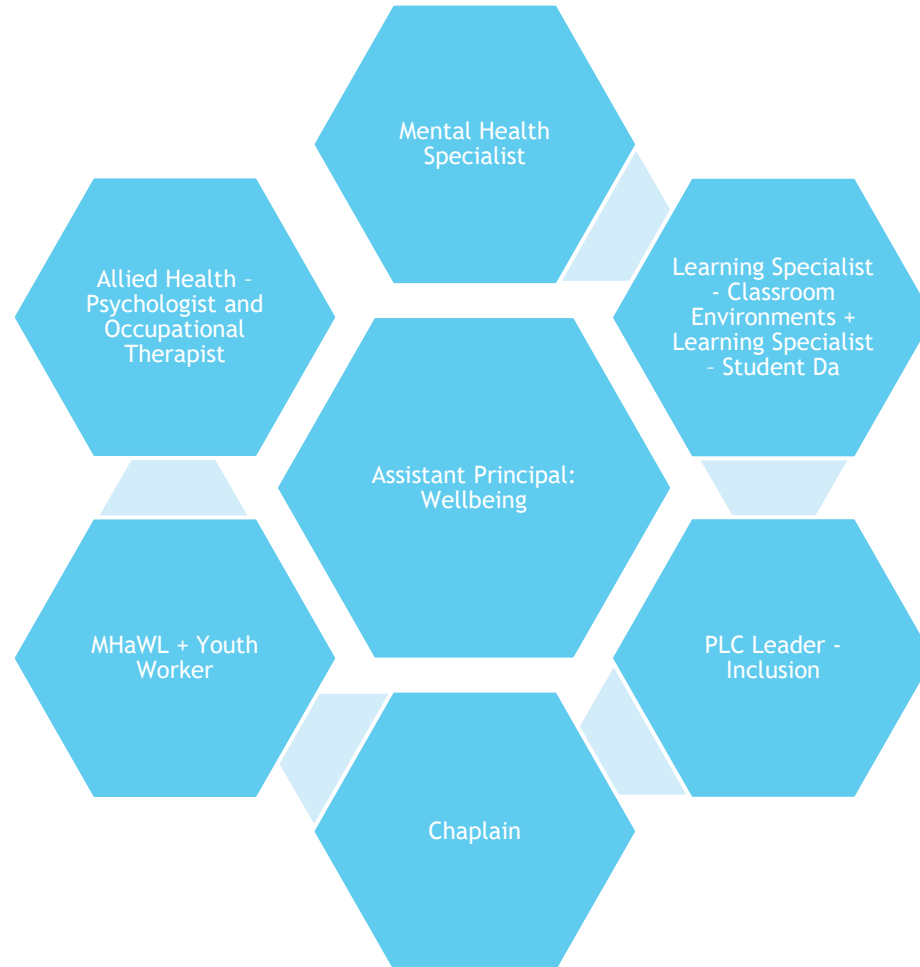 Mental Health
Specialist
Allied Health –
Psychologist and
Occupational
Therapist
Learning Specialist
- Classroom
Environments +
Learning Specialist
– Student Da
Assistant Principal:
Wellbeing
MHaWL + Youth
Worker
PLC Leader -
Inclusion
Chaplain